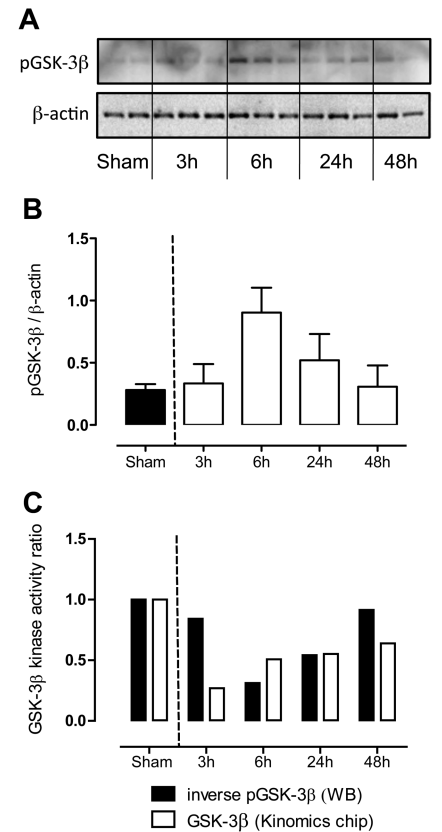 A
pGSK-3β
β-actin
Sham 3h 6h 24h 48h
B
pGSK-3β / β-actin
1.5
1.0
0.5
0.0
Sham 3h 6h 24h 48h
C
GSK-3β kinase activity ratio
1.5
1.0
0.5
0.0
Sham 3h 6h 24h 48h
inverse pGSK-3β (WB)
GSK-3β (Kinomics chip)